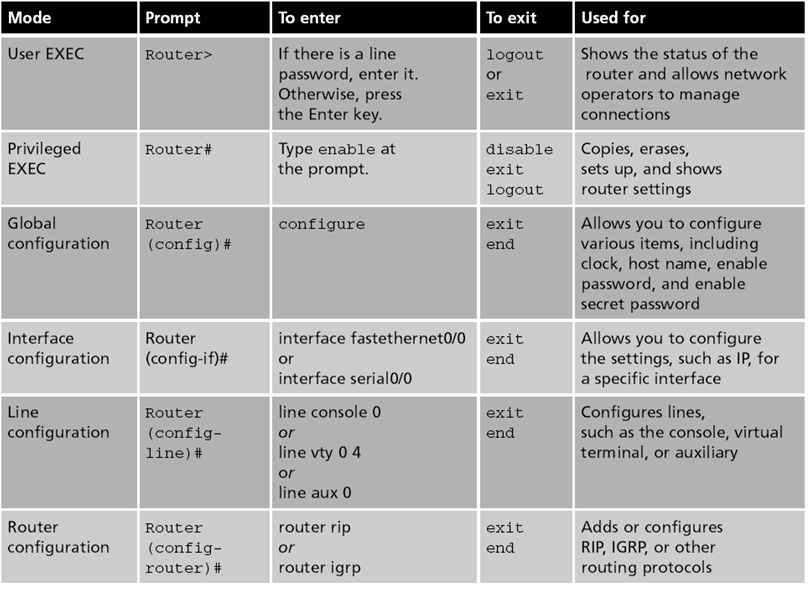 Mode Prompt To enter To exit Used for
User EXEC
Router>
If there is a line
password, enter it.
Otherwise, press
the Enter key.
logout
or
exit
Shows the status of the
router and allows network
operators to manage
connections
Privileged
EXEC
Router#
Type enable at
the prompt.
disable
exit
logout
Copies, erases,
sets up, and shows
router settings
Global
configuration
Router
(config)#
configure
exit
end
Allows you to configure
various items, including
clock, host name, enable
password, and enable
secret password
Interface
configuration
Router
(config-if)#
interface fastethernet0/0
or
interface serial0/0
exit
end
Allows you to configure
the settings, such as IP, for
a specific interface
Line
configuration
Router
(config-
line)#
line console 0
or
line vty 0 4
or
line aux 0
exit
end
Configures lines,
such as the console, virtual
terminal, or auxiliary
Router
configuration
Router
(config-
router)#
router rip
or
router igrp
exit
end
Adds or configures
RIP, IGRP, or other
routing protocols